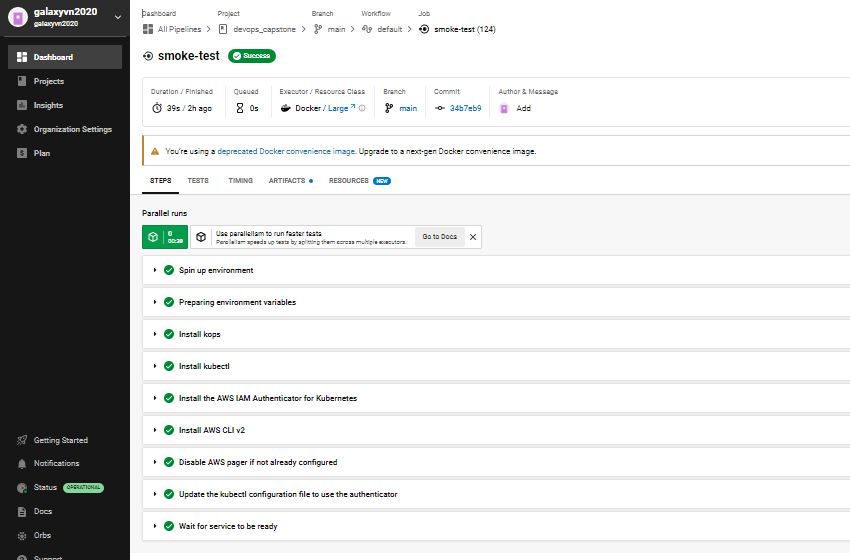 galaxyvn2020
galaxyvn2020
Dashboard
Projects
Insights
Organization Settings
Plan
Getting Started
Notifications
Status OPERATIONAL
Docs
Orbs
Support
Dashboard Project Branch Workflow Job
All Pipelines devops_capstone main default smoke-test (124)
smoke-test Success
Duration / Finished Queued Executor / Resource Class Branch Commit Author & Message
39s / 2h ago 0s Docker / Large main 34b7eb9 Add
You're using a deprecated Docker convenience image. Upgrade to a next-gen Docker convenience image.
STEPS TESTS TIMING ARTIFACTS RESOURCES NEW
Parallel runs
0
00:38
Use parallelism to run faster tests
Parallelism speeds up tests by splitting them across multiple executors.
Go to Docs
Spin up environment
Preparing environment variables
Install kops
Install kubectl
Install the AWS IAM Authenticator for Kubernetes
Install AWS CLI v2
Disable AWS pager if not already configured
Update the kubectl configuration file to use the authenticator
Wait for service to be ready